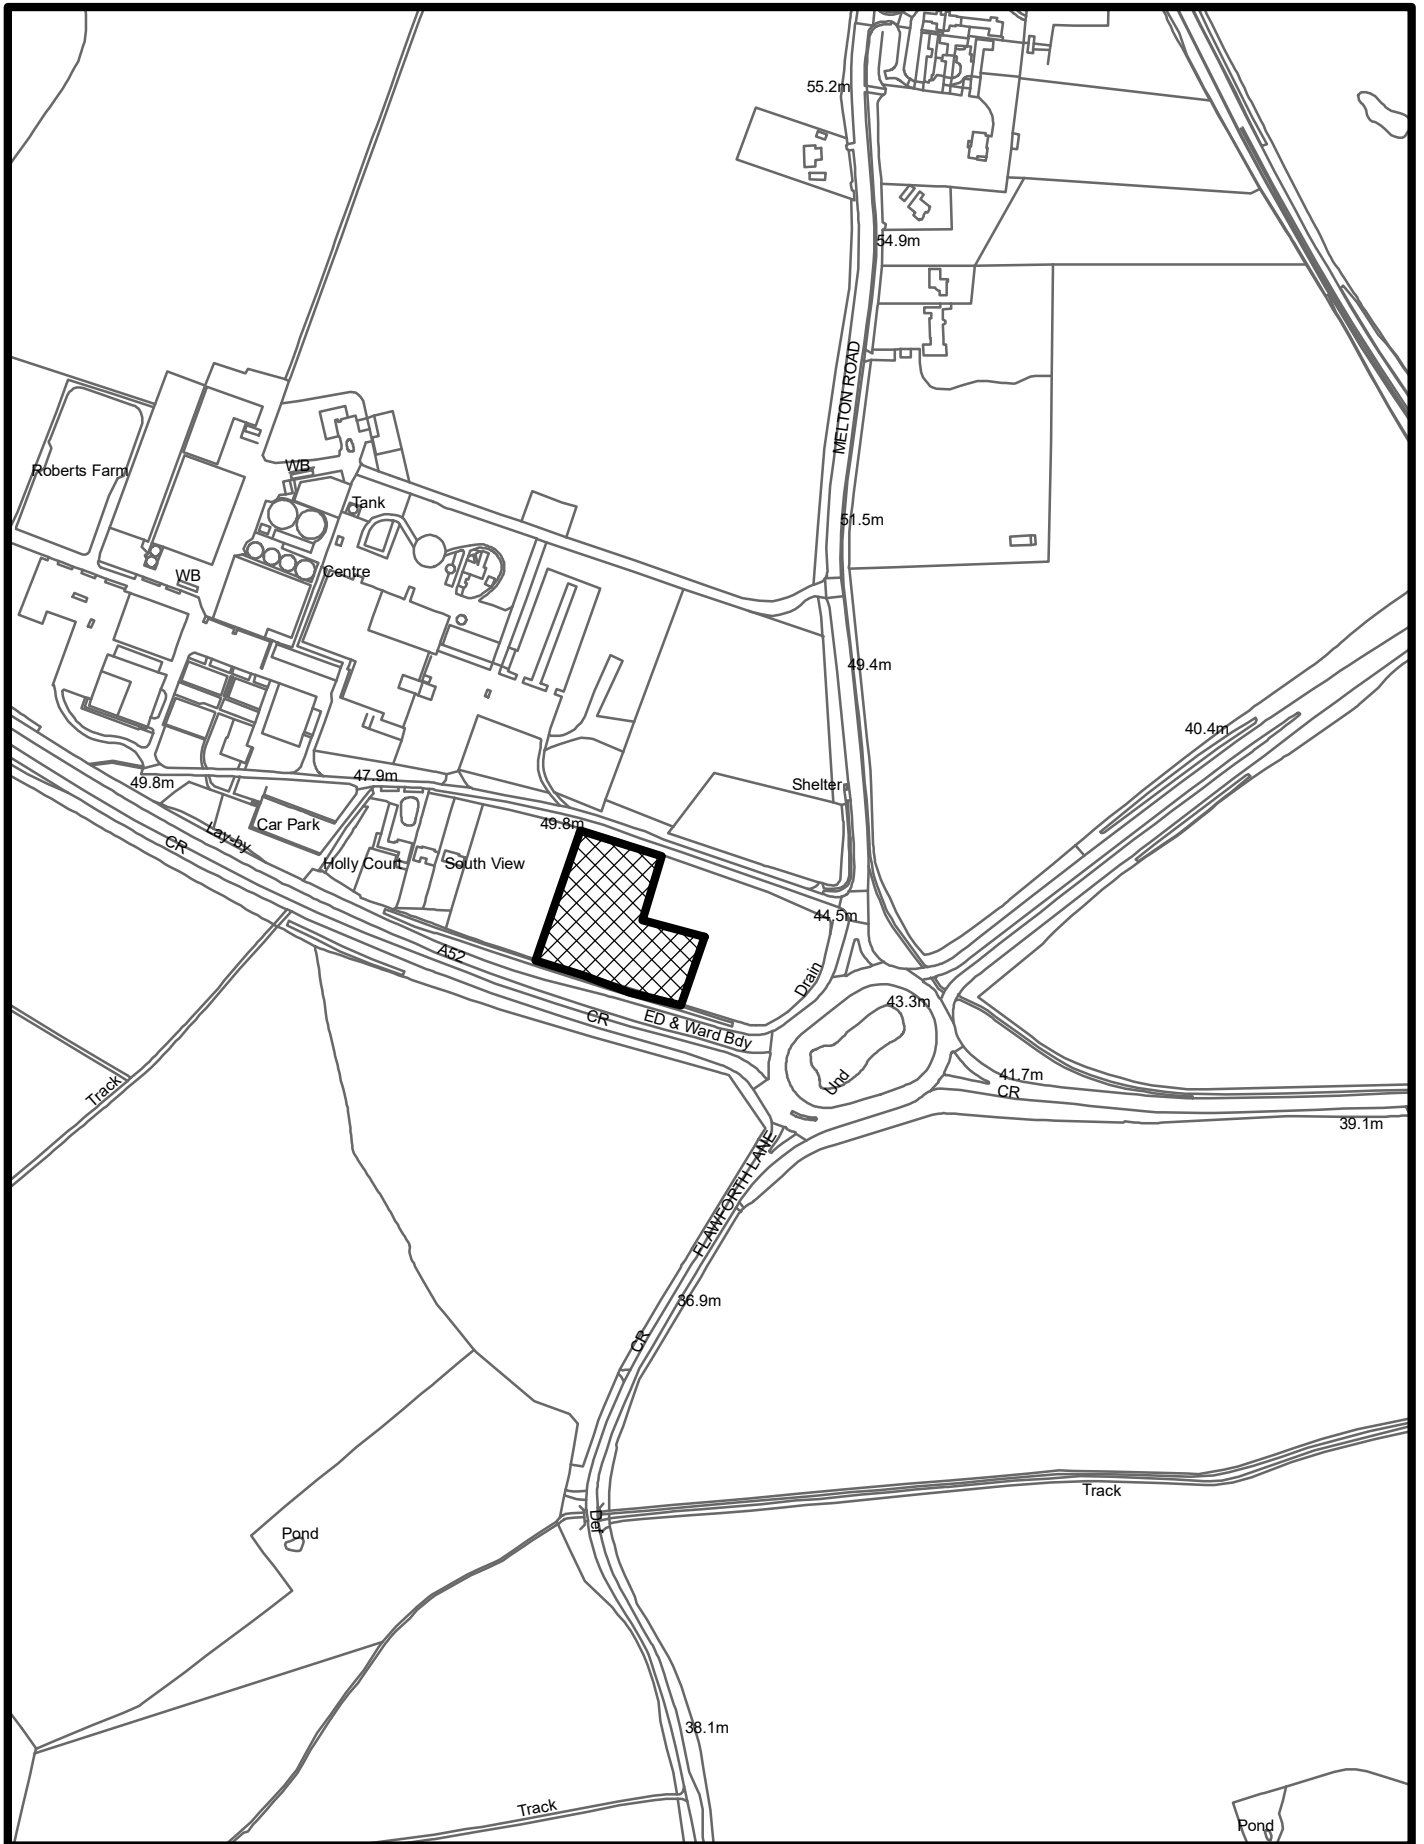 55.2m
54.9m
MELTON ROAD
Roberts Farm
WB
Tank
51.5m
WB
Centre
49.4m
40.4m
49.8m
47.9m
Shelter
Lay-by
CR
Car Park
49.8m
Holly Court
South View
44.5m
A52
Drain
43.3m
CR
ED & Ward Bdy
Und
41.7m
CR
Track
39.1m
FLAWFORTH LANE
36.9m
CR
Track
Def
Pond
38.1m
Track
Pond